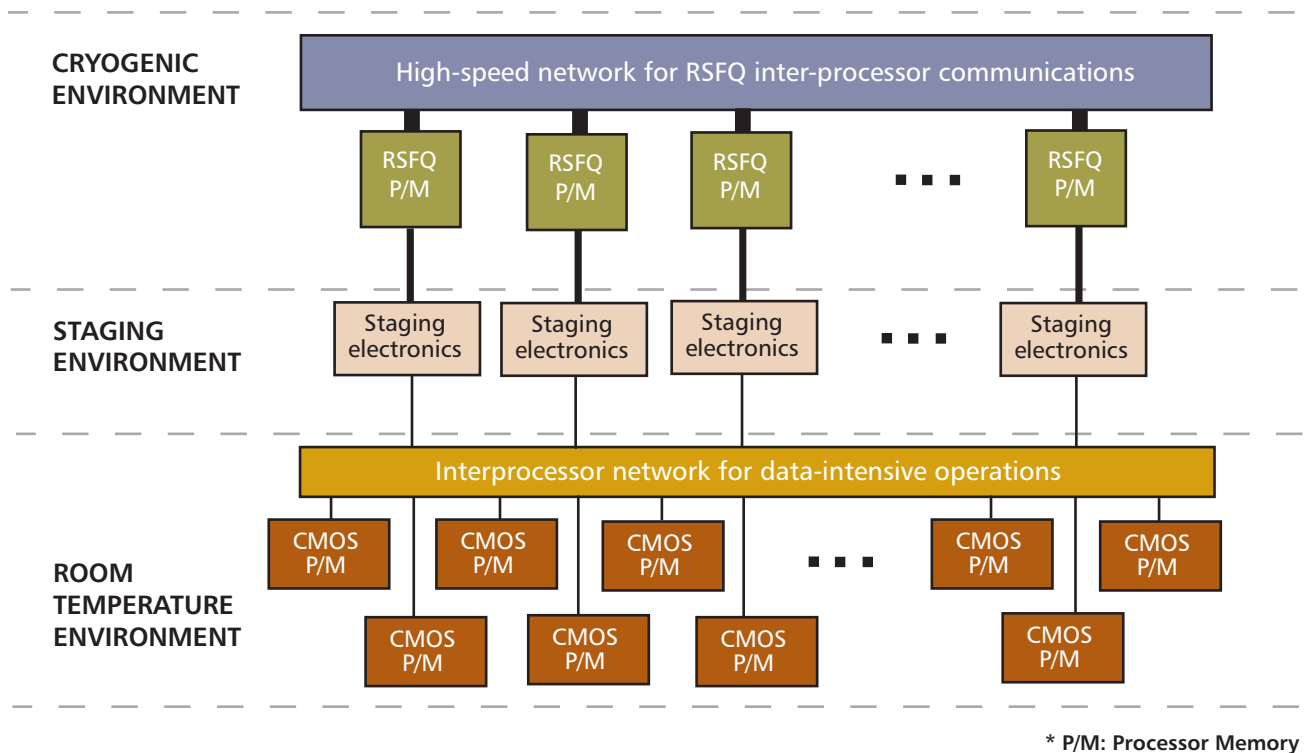 CRYOGENIC
ENVIRONMENT
High-speed network for RSFQ inter-processor communications
RSFQ
P/M
RSFQ
P/M
RSFQ
P/M
RSFQ
P/M
STAGING
ENVIRONMENT
Staging
electronics
Staging
electronics
Staging
electronics
Staging
electronics
Interprocessor network for data-intensive operations
ROOM
TEMPERATURE
ENVIRONMENT
CMOS
P/M
CMOS
P/M
CMOS
P/M
CMOS
P/M
CMOS
P/M
CMOS
P/M
CMOS
P/M
CMOS
P/M
CMOS
P/M
* P/M: Processor Memory